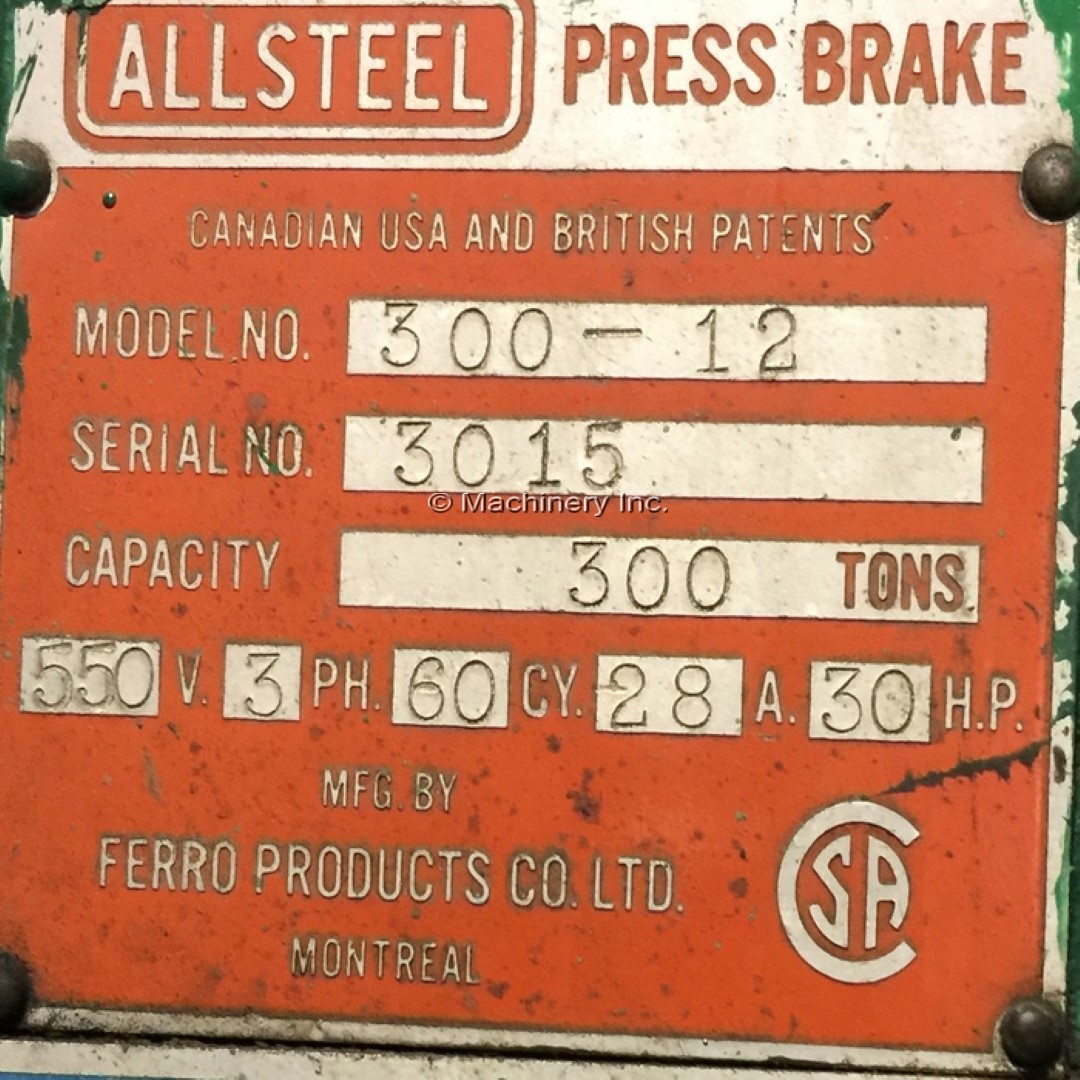 ALLSTEEL PRESS BRAKE
CANADIAN USA AND BRITISH PATENTS
MODEL NO. 300-12
SERIAL NO. 3015
© Machinery Inc.
CAPACITY 300 TONS
550 V. 3 PH. 60 CY. 28 A. 30 H.P.
MFG. BY
FERRO PRODUCTS CO. LTD.
MONTREAL
CSA